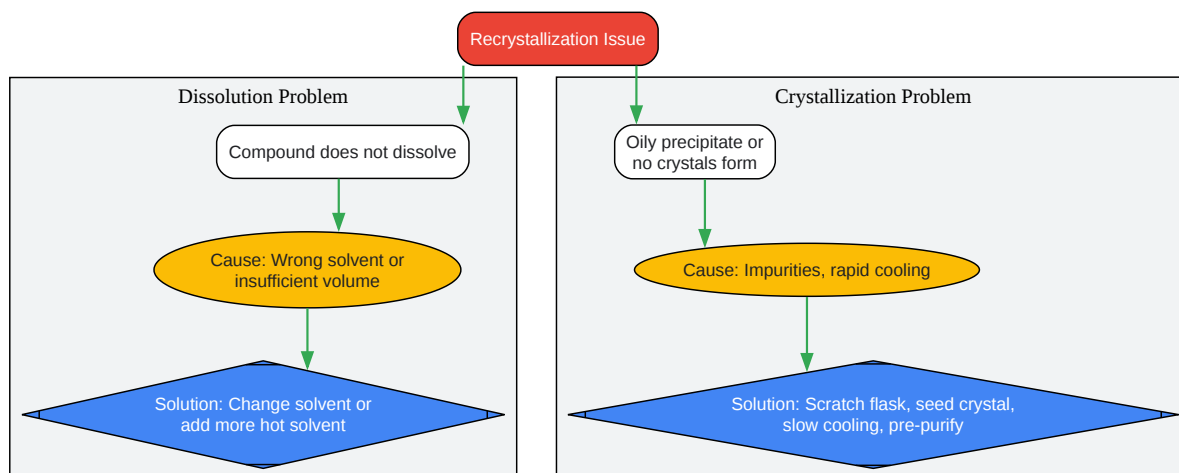 Recrystallization Issue
Dissolution Problem
Compound does not dissolve
Cause: Wrong solvent or
insufficient volume
Solution: Change solvent or
add more hot solvent
Crystallization Problem
Oily precipitate or
no crystals form
Cause: Impurities, rapid cooling
Solution: Scratch flask, seed crystal,
slow cooling, pre-purify